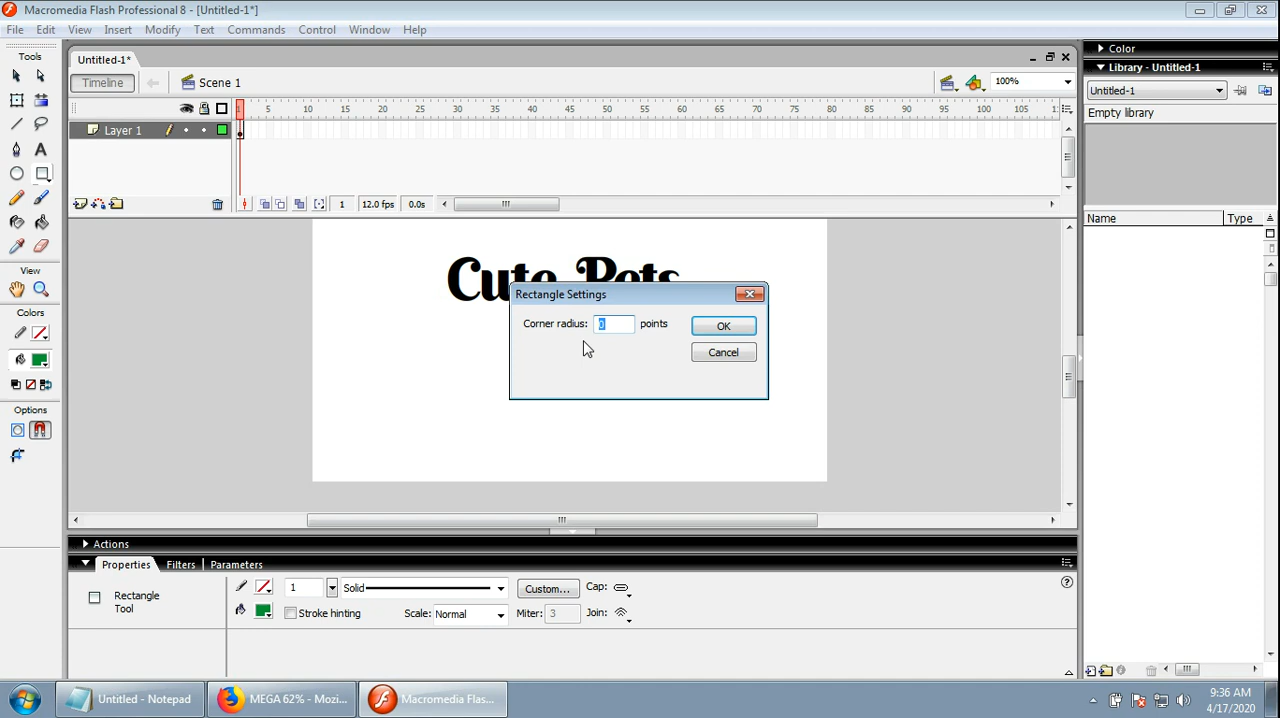 Macromedia Flash Professional 8 - [Untitled-1*]
File Edit View Insert Modify Text Commands Control Window Help
Tools
Untitled-1*
Timeline Scene 1 100%
1 5 10 15 20 25 30 35 40 45 50 55 60 65 70 75 80 85 90 95 100 105
Layer 1
1 12.0 fps 0.0s
View
Colors
Options
Cute Pets
Rectangle Settings
Corner radius: 0 points OK
Cancel
Color
Library - Untitled-1
Untitled-1
Empty library
Name Type
Actions
Properties Filters Parameters
Rectangle
Tool
1 Solid Custom... Cap:
Stroke hinting Scale: Normal Miter: 3 Join:
Untitled - Notepad MEGA 62% - Mozi... Macromedia Flas... 9:36 AM
4/17/2020